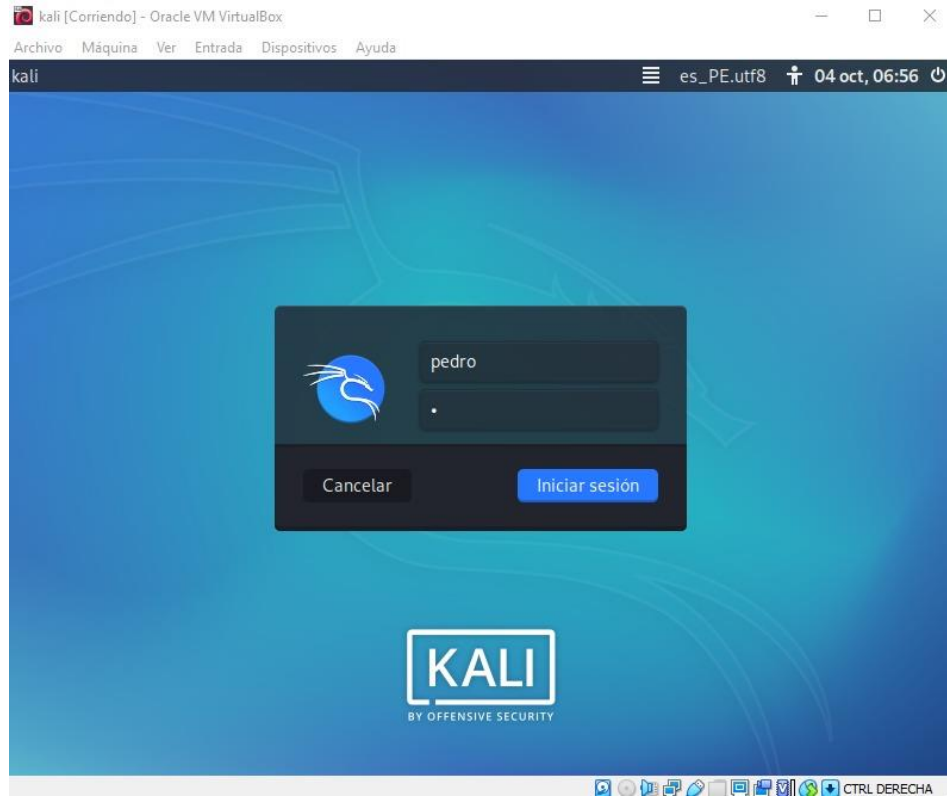 kali [Corriendo] - Oracle VM VirtualBox
Archivo Máquina Ver Entrada Dispositivos Ayuda
kali es_PE.utf8 04 oct, 06:56
pedro
•
Cancelar Iniciar sesión
KALI
BY OFFENSIVE SECURITY
CTRL DERECHA